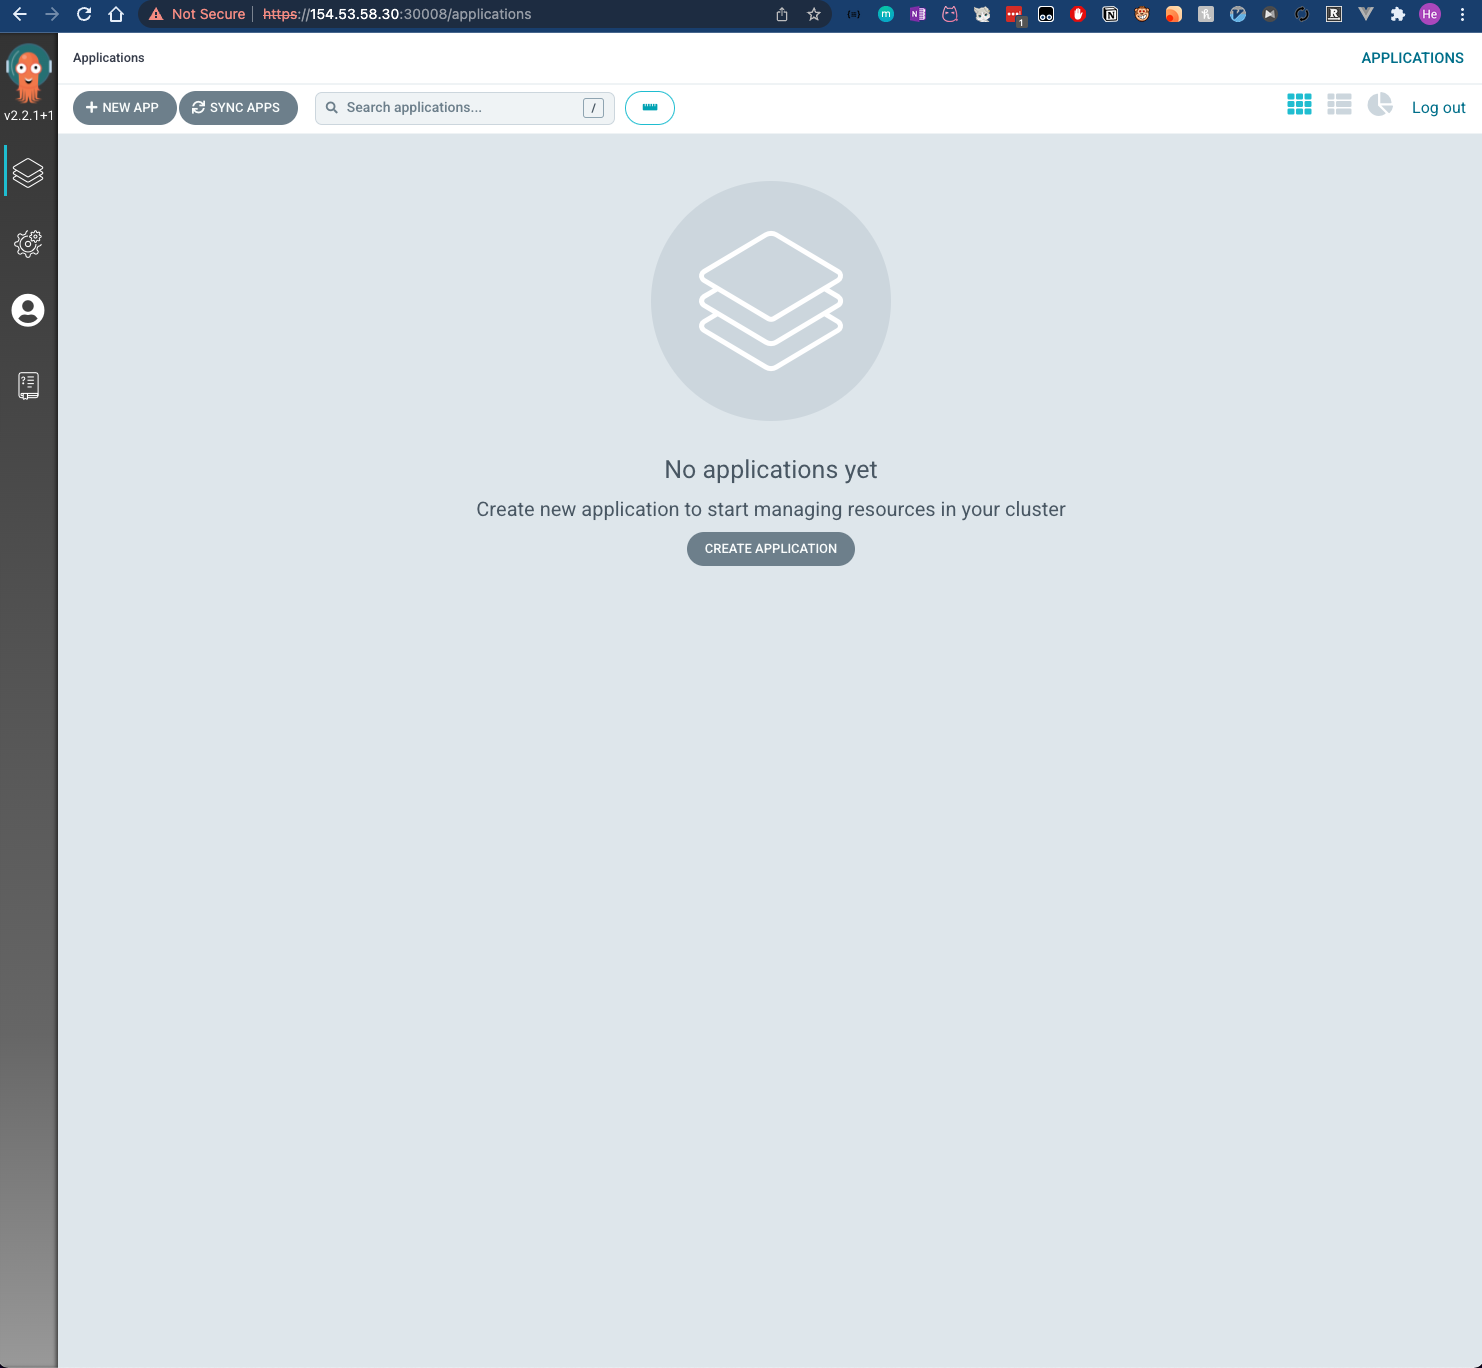 Not Secure https://154.53.58.30:30008/applications
m
N
1
N
R
He
Applications
APPLICATIONS
v2.2.1+1
NEW APP
SYNC APPS
Search applications...
/
Log out
No applications yet
Create new application to start managing resources in your cluster
CREATE APPLICATION